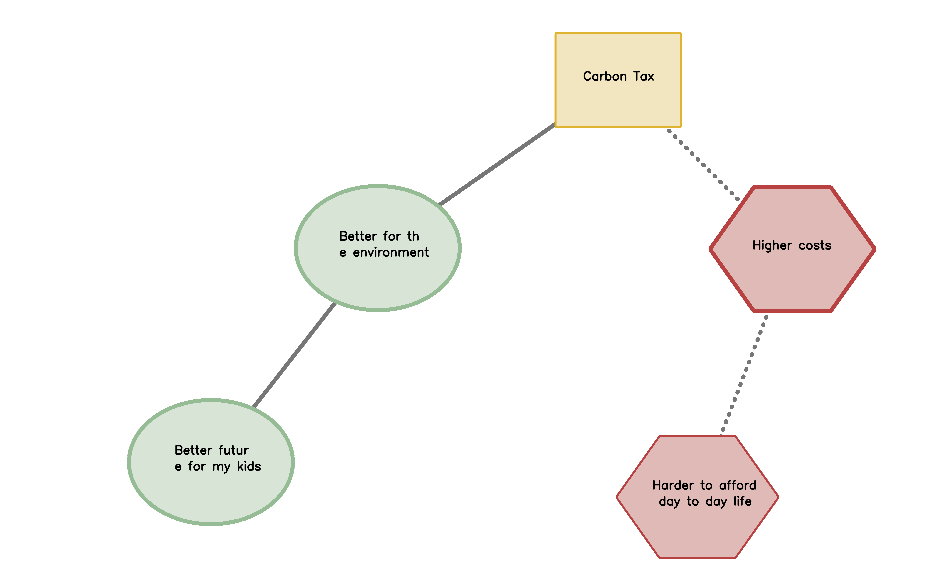 Carbon Tax
Better for th
e environment
Higher costs
Better futur
e for my kids
Harder to afford
day to day life